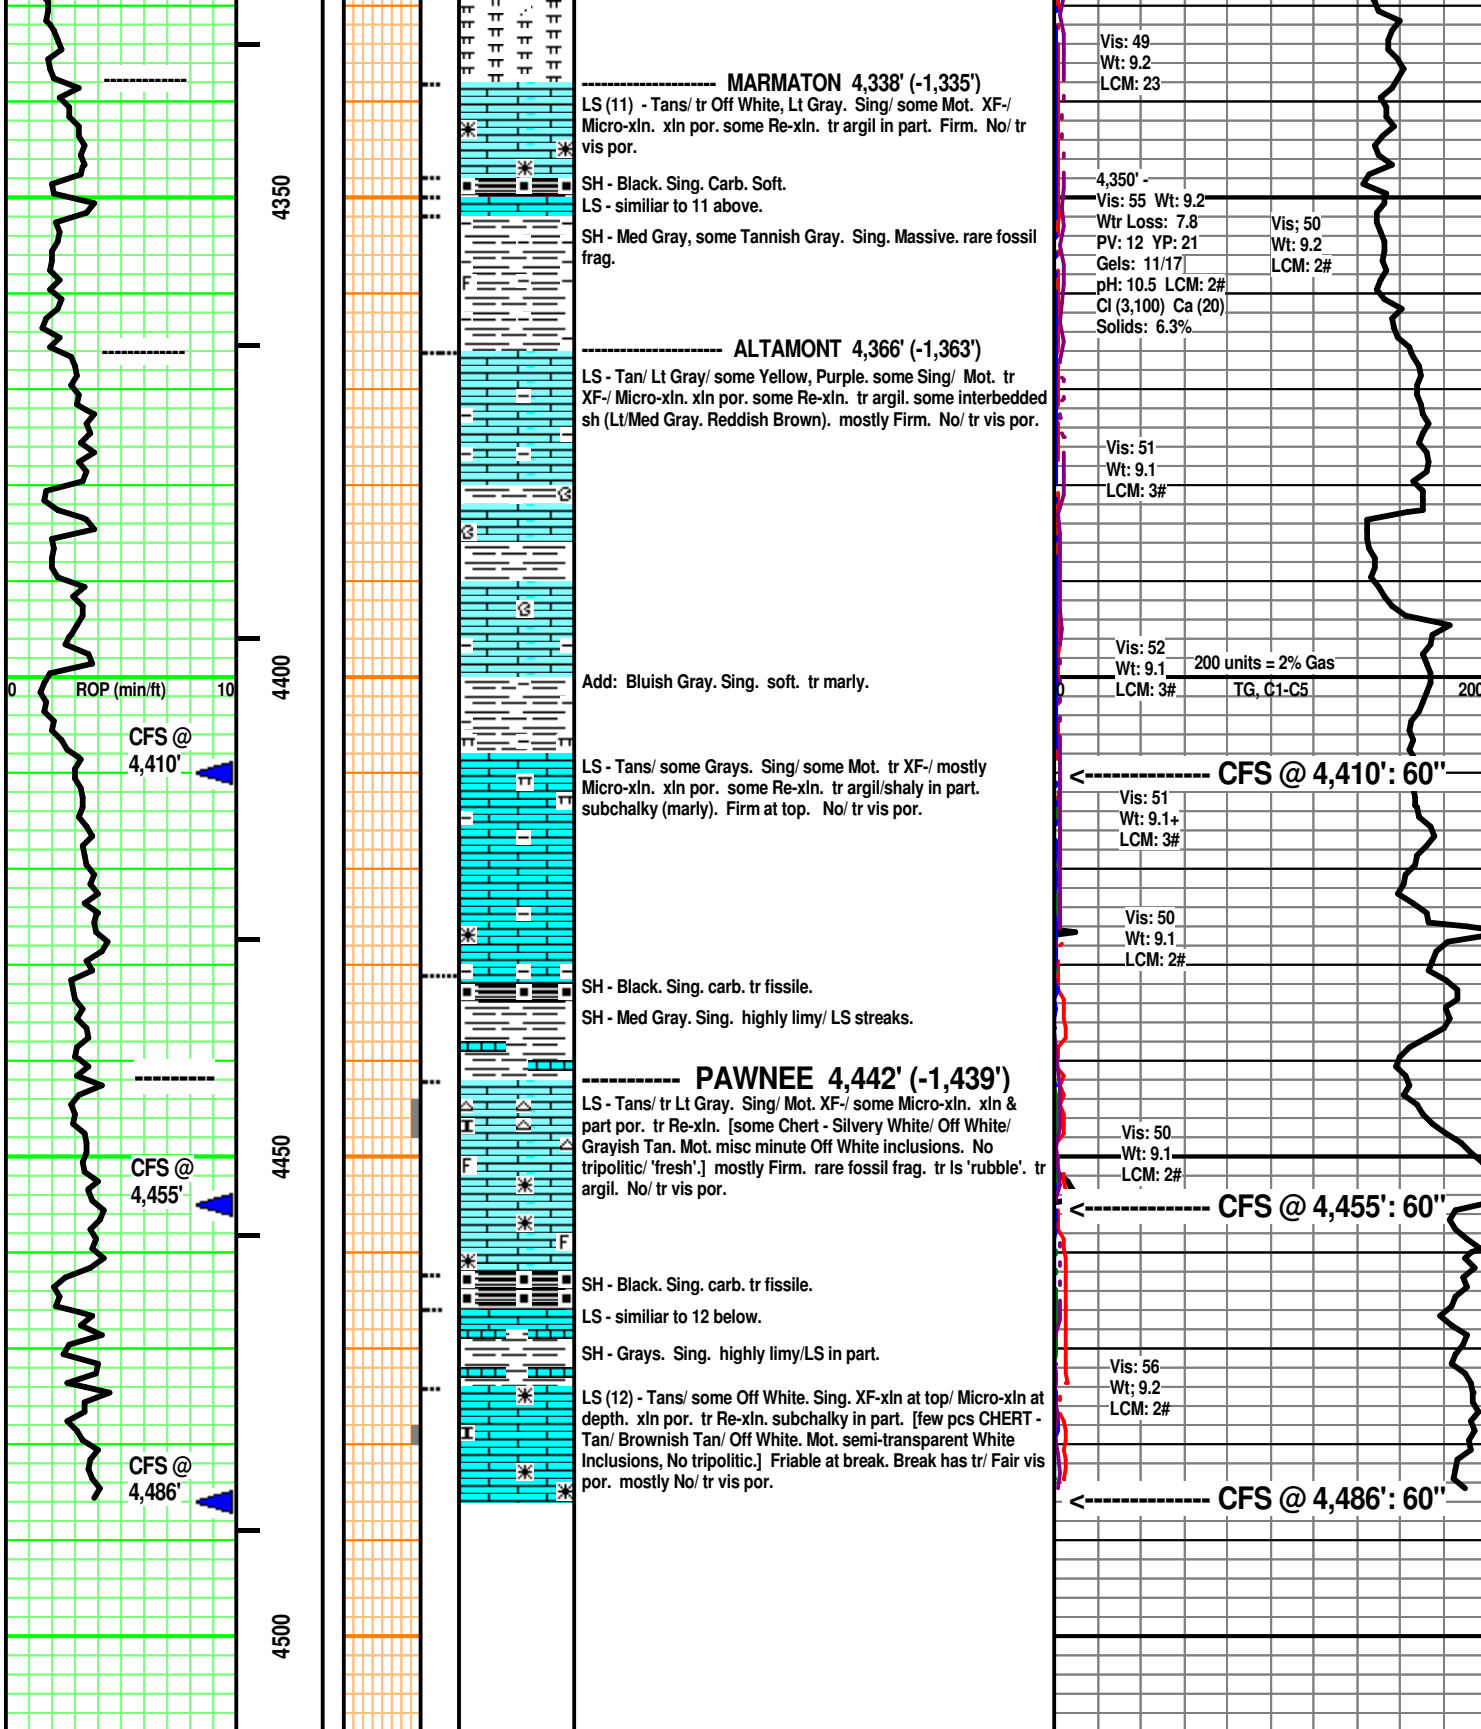 Vis: 49
Wt: 9.2
LCM: 23
--------------------- MARMATON 4,338' (-1,335')
LS (11) - Tans/ tr Off White, Lt Gray. Sing/ some Mot. XF-/
Micro-xln. xln por. some Re-xln. tr argil in part. Firm. No/ tr
vis por.
SH - Black. Sing. Carb. Soft.
LS - similiar to 11 above.
SH - Med Gray, some Tannish Gray. Sing. Massive. rare fossil
frag.
F
4350
4,350' -
Vis: 55 Wt: 9.2
Wtr Loss: 7.8
PV: 12 YP: 21
Gels: 11/17
pH: 10.5 LCM: 2#
Cl (3,100) Ca (20)
Solids: 6.3%
Vis; 50
Wt: 9.2
LCM: 2#
--------------------- ALTAMONT 4,366' (-1,363')
LS - Tan/ Lt Gray/ some Yellow, Purple. some Sing/ Mot. tr
XF-/ Micro-xln. xln por. some Re-xln. tr argil. some interbedded
sh (Lt/Med Gray. Reddish Brown). mostly Firm. No/ tr vis por.
Vis: 51
Wt: 9.1
LCM: 3#
4400
0 ROP (min/ft) 10
Add: Bluish Gray. Sing. soft. tr marly.
Vis: 52
Wt: 9.1
LCM: 3#
200 units = 2% Gas
0 TG, C1-C5 200
CFS @
4,410'
LS - Tans/ some Grays. Sing/ some Mot. tr XF-/ mostly
Micro-xln. xln por. some Re-xln. tr argil/shaly in part.
subchalky (marly). Firm at top. No/ tr vis por.
<-------------- CFS @ 4,410': 60"
Vis: 51
Wt: 9.1+
LCM: 3#
Vis: 50
Wt: 9.1
LCM: 2#
SH - Black. Sing. carb. tr fissile.
SH - Med Gray. Sing. highly limy/ LS streaks.
----------- PAWNEE 4,442' (-1,439')
LS - Tans/ tr Lt Gray. Sing/ Mot. XF-/ some Micro-xln. xln &
part por. tr Re-xln. [some Chert - Silvery White/ Off White/
Grayish Tan. Mot. misc minute Off White inclusions. No
tripolitic/ 'fresh'.] mostly Firm. rare fossil frag. tr ls 'rubble'. tr
argil. No/ tr vis por.
F
F
4450
CFS @
4,455'
Vis: 50
Wt: 9.1
LCM: 2#
<-------------- CFS @ 4,455': 60"
SH - Black. Sing. carb. tr fissile.
LS - similiar to 12 below.
SH - Grays. Sing. highly limy/LS in part.
LS (12) - Tans/ some Off White. Sing. XF-xln at top/ Micro-xln at
depth. xln por. tr Re-xln. subchalky in part. [few pcs CHERT -
Tan/ Brownish Tan/ Off White. Mot. semi-transparent White
Inclusions, No tripolitic.] Friable at break. Break has tr/ Fair vis
por. mostly No/ tr vis por.
Vis: 56
Wt; 9.2
LCM: 2#
CFS @
4,486'
<-------------- CFS @ 4,486': 60"
4500